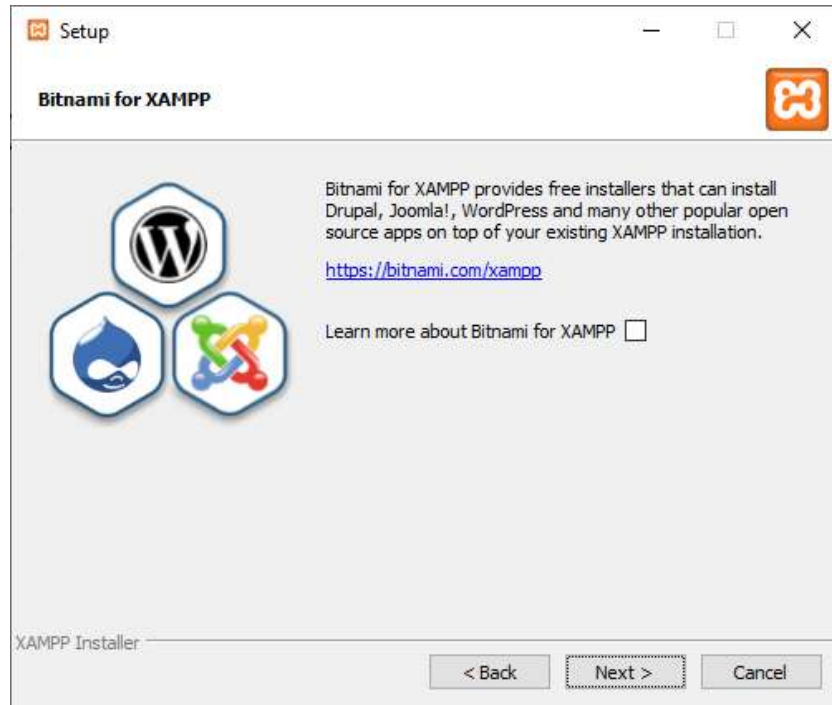 Setup
Bitnami for XAMPP
Bitnami for XAMPP provides free installers that can install
Drupal, Joomla!, WordPress and many other popular open
source apps on top of your existing XAMPP installation.
https://bitnami.com/xampp
Learn more about Bitnami for XAMPP
XAMPP Installer
< Back
Next >
Cancel